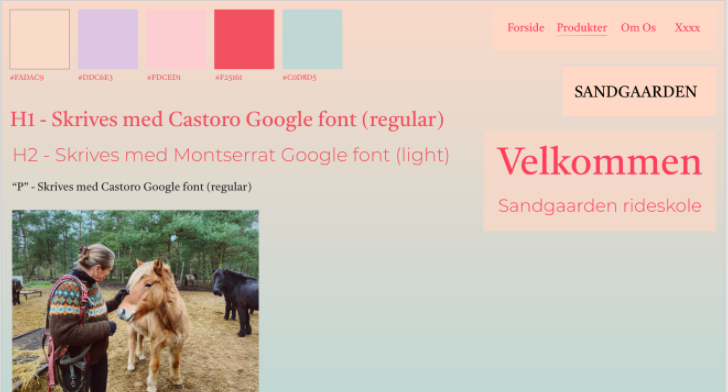 Forside Produkter Om Os Xxxx
#FADAC9 #DDC6E3 #FDCED1 #F25161 #C0D8D5
SANDGAARDEN
H1 - Skrives med Castoro Google font (regular)
H2 - Skrives med Montserrat Google font (light)
“P” - Skrives med Castoro Google font (regular)
Velkommen
Sandgaarden rideskole